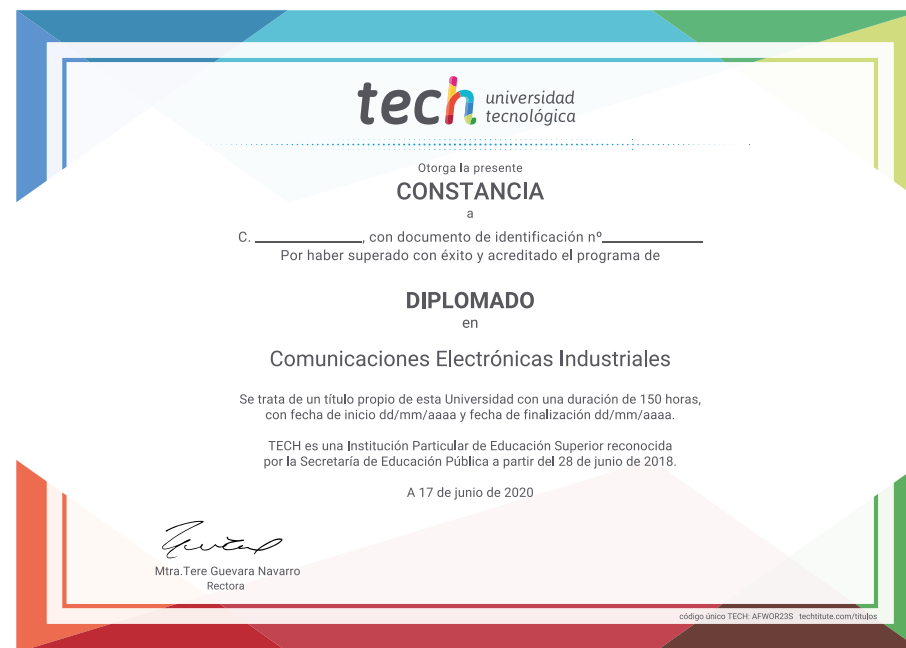 tech universidad
tecnológica
Otorga la presente
CONSTANCIA
a
C. ____________, con documento de identificación nº____________
Por haber superado con éxito y acreditado el programa de
DIPLOMADO
en
Comunicaciones Electrónicas Industriales
Se trata de un título propio de esta Universidad con una duración de 150 horas,
con fecha de inicio dd/mm/aaaa y fecha de finalización dd/mm/aaaa.
TECH es una Institución Particular de Educación Superior reconocida
por la Secretaría de Educación Pública a partir del 28 de junio de 2018.
A 17 de junio de 2020
Mtra.Tere Guevara Navarro
Rectora
código único TECH: AFWOR23S techtitute.com/titulos